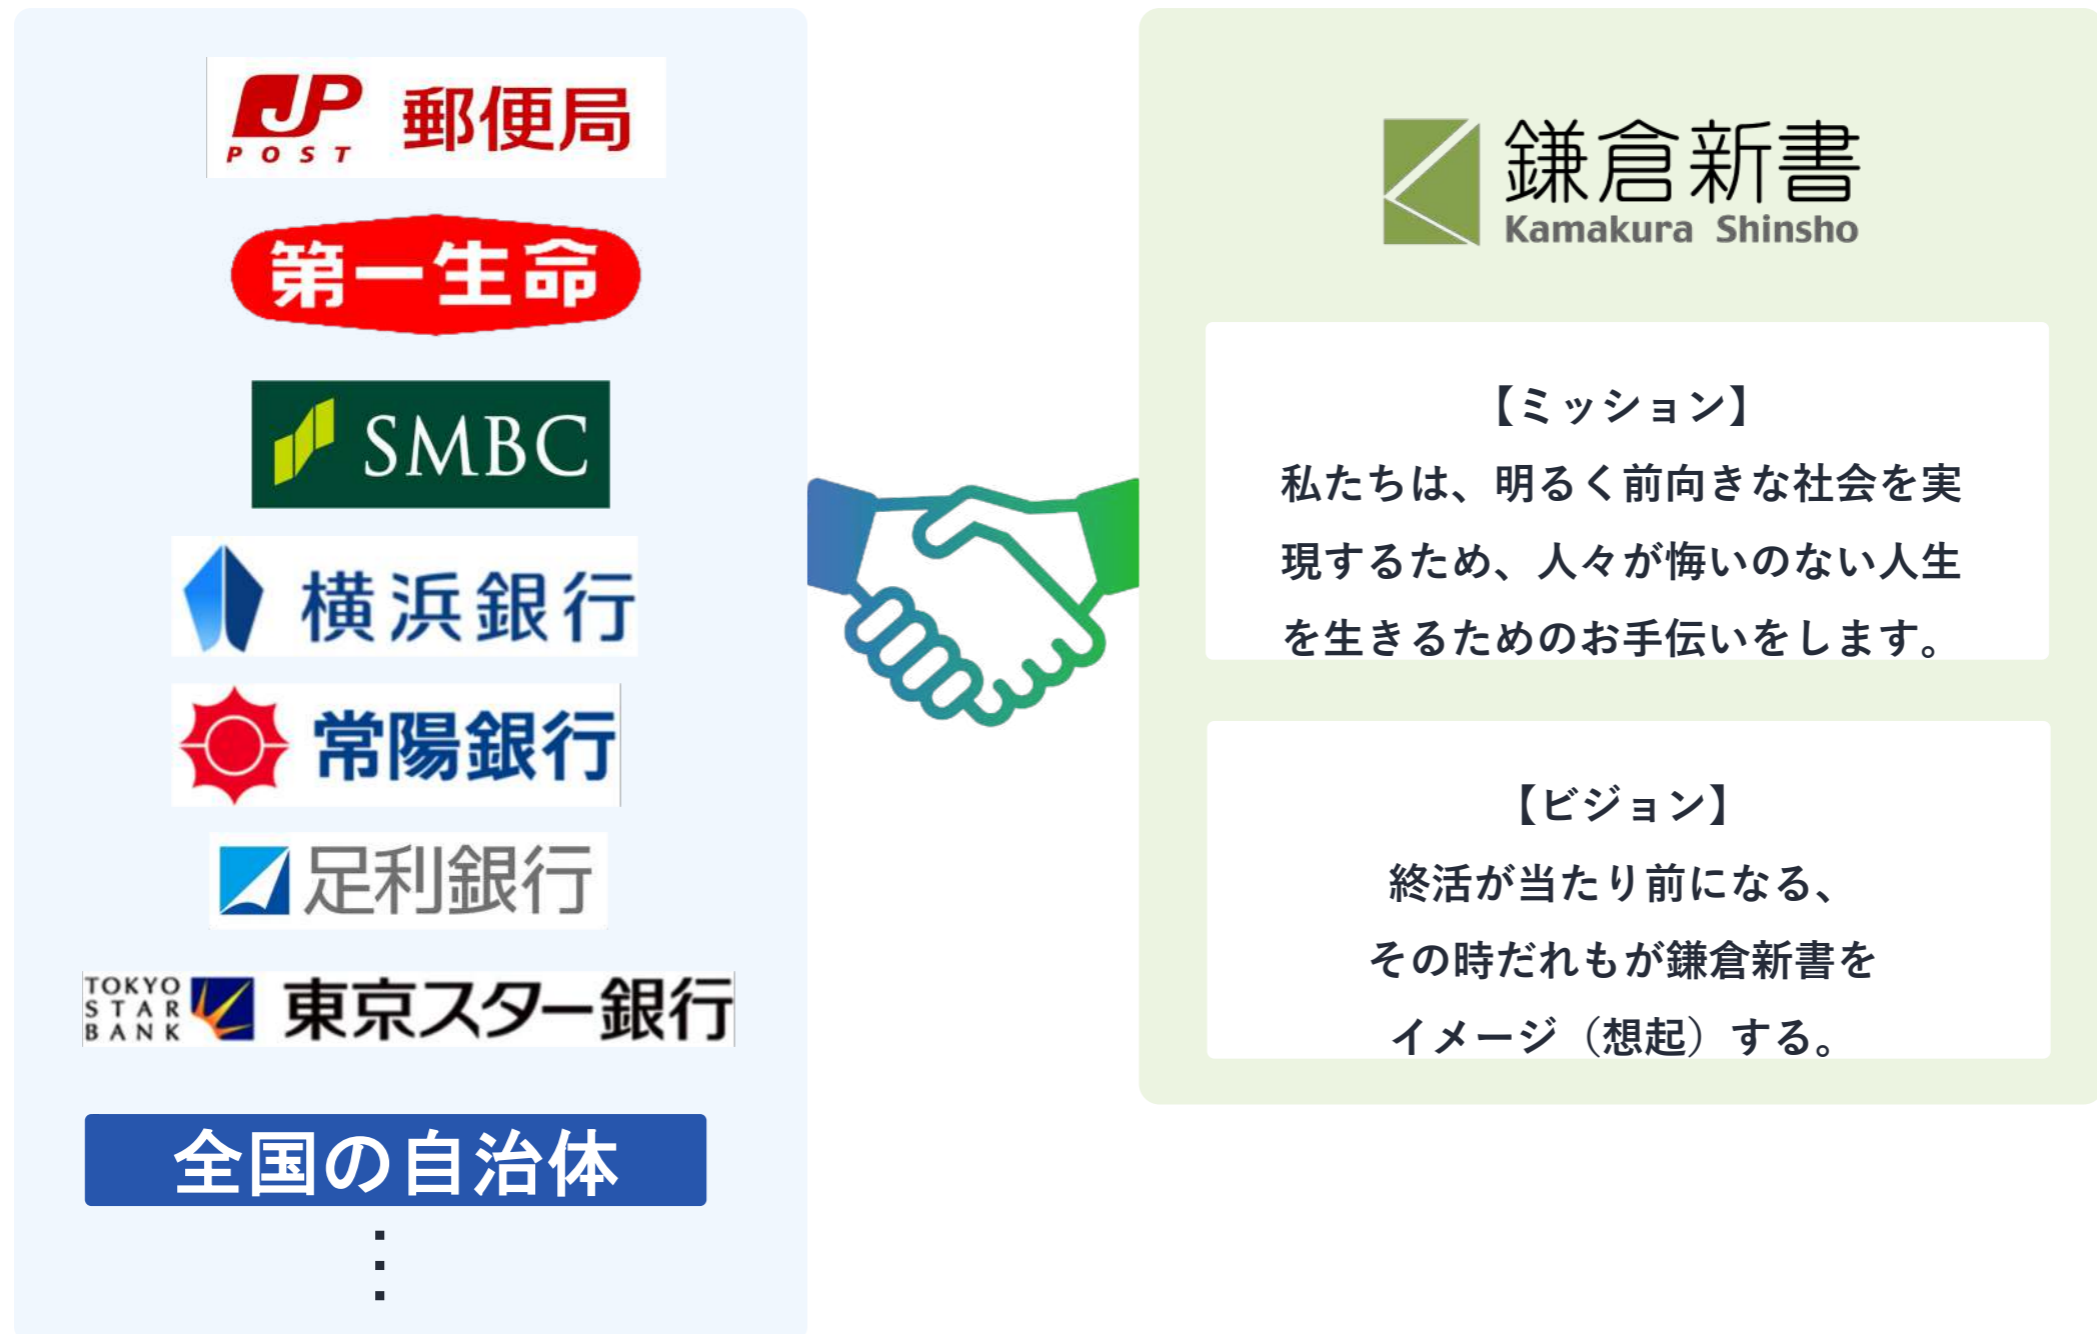 JP
POST
郵便局
第一生命
SMBC
横浜銀行
常陽銀行
足利銀行
TOKYO
STAR
BANK
東京スター銀行
全国の自治体
鎌倉新書
Kamakura Shinsho
【ミッション】
私たちは、明るく前向きな社会を実
現するため、人々が悔いのない人生
を生きるためのお手伝いをします。
【ビジョン】
終活が当たり前になる、
その時だれもが鎌倉新書を
イメージ（想起）する。